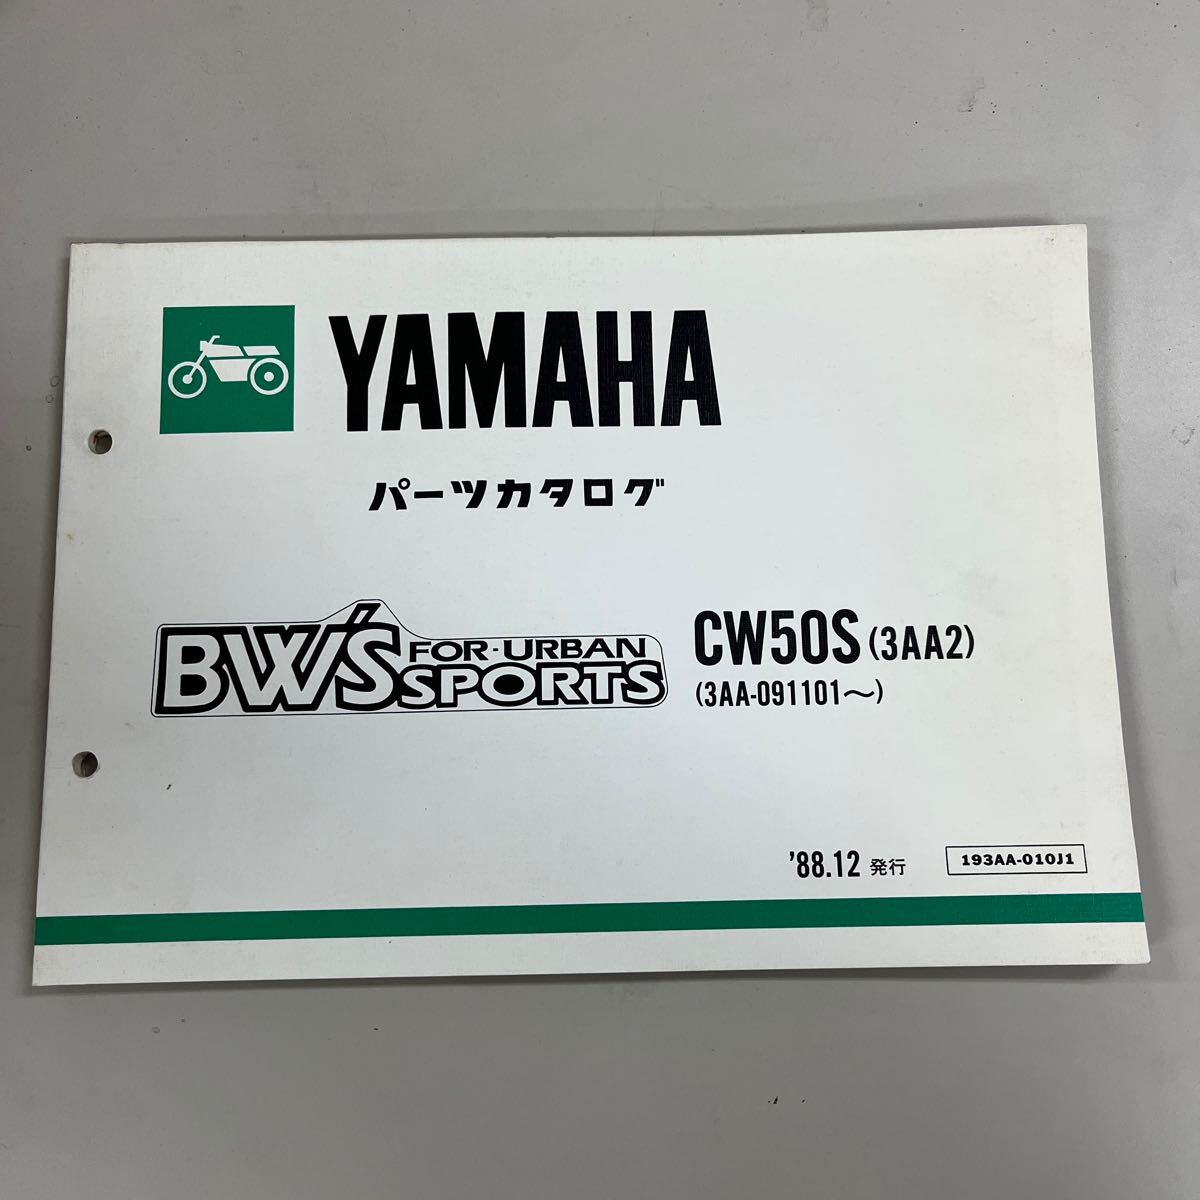 YAMAHA
パーツカタログ
BW'S FOR·URBAN SPORTS
CW50S (3AA2)
(3AA-091101〜)
'88.12 発行
193AA-010J1